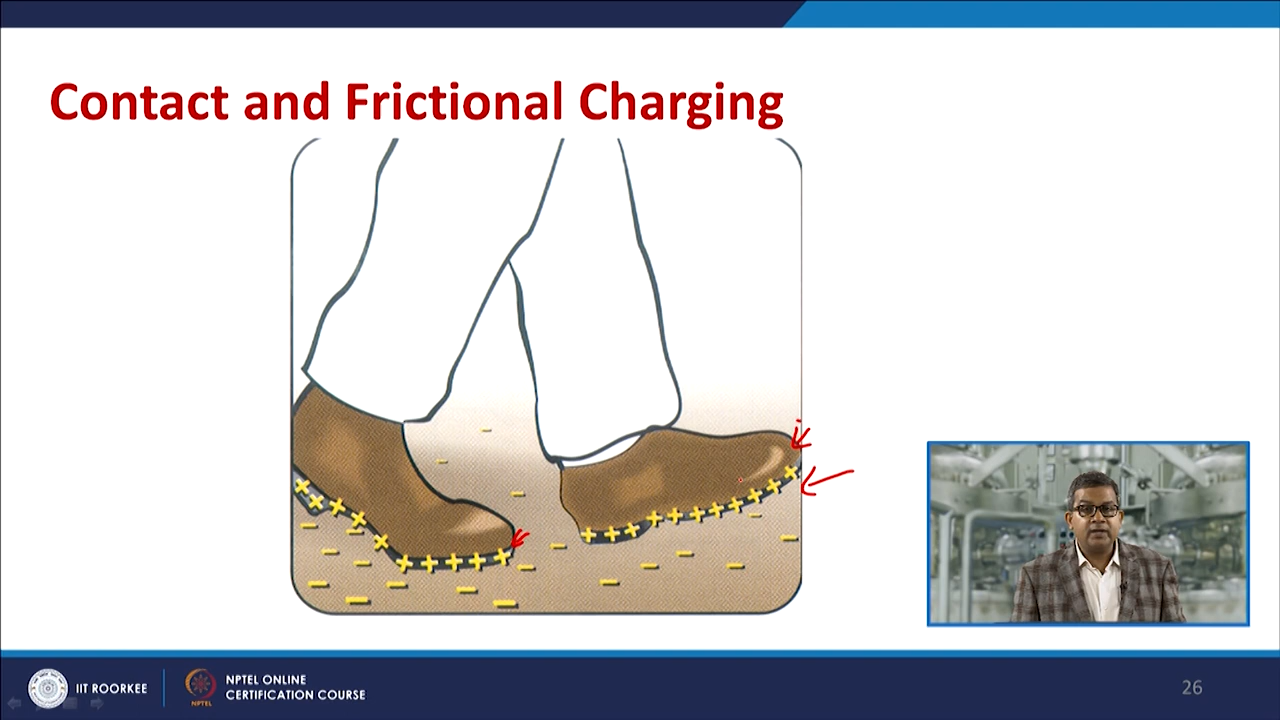 Contact and Frictional Charging
IIT ROORKEE
NPTEL ONLINE
CERTIFICATION COURSE
NPTEL
26